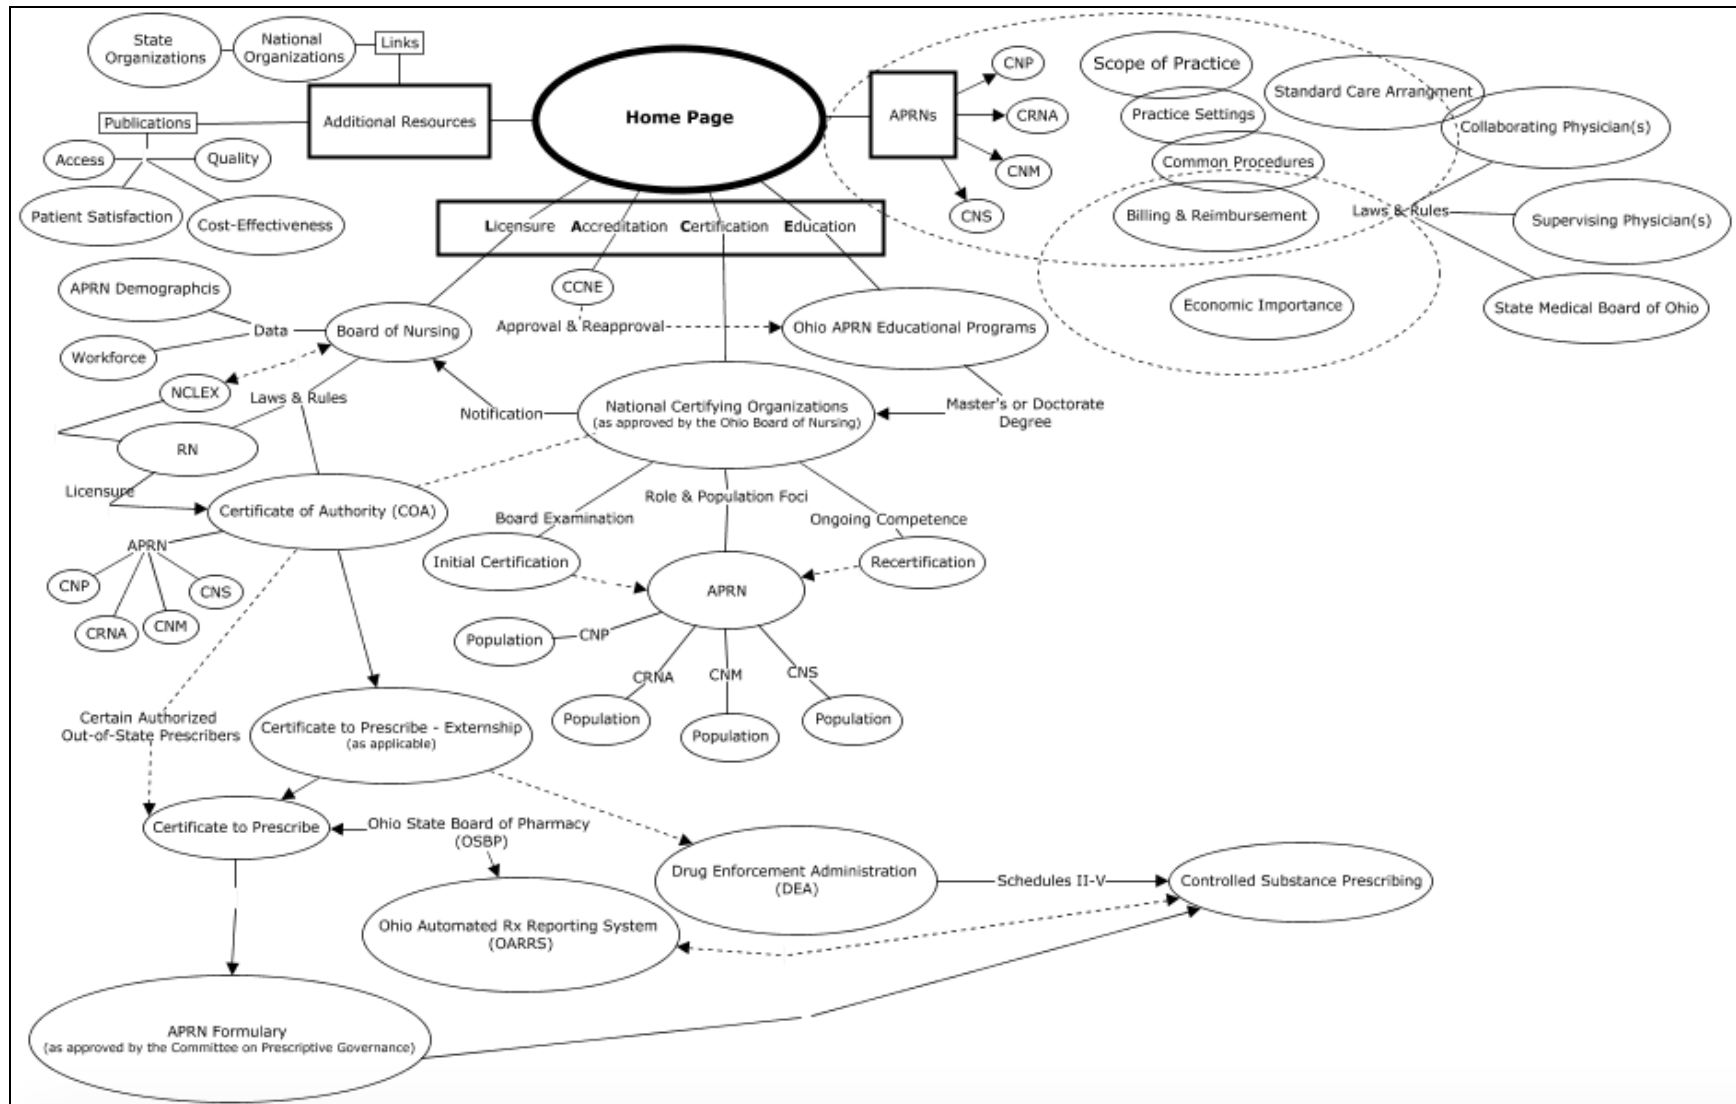 State
Organizations
National
Organizations
Links
Additional Resources
Publications
Access
Quality
Patient Satisfaction
Cost-Effectiveness
Home Page
APRNs
CNP
CRNA
CNM
CNS
Scope of Practice
Practice Settings
Common Procedures
Billing & Reimbursement
Economic Importance
Standard Care Arrangment
Collaborating Physician(s)
Laws & Rules
Supervising Physician(s)
State Medical Board of Ohio
Licensure Accreditation Certification Education
CCNE
Approval & Reapproval
Ohio APRN Educational Programs
Master's or Doctorate
Degree
APRN Demographcis
Data
Workforce
Board of Nursing
NCLEX
Laws & Rules
RN
Licensure
Notification
National Certifying Organizations
(as approved by the Ohio Board of Nursing)
Certificate of Authority (COA)
APRN
CNP
CRNA
CNM
CNS
Board Examination
Role & Population Foci
Ongoing Competence
Initial Certification
Recertification
APRN
CNP
Population
CRNA
Population
CNM
Population
CNS
Population
Certain Authorized
Out-of-State Prescribers
Certificate to Prescribe - Externship
(as applicable)
Certificate to Prescribe
Ohio State Board of Pharmacy
(OSBP)
Drug Enforcement Administration
(DEA)
Schedules II-V
Controlled Substance Prescribing
Ohio Automated Rx Reporting System
(OARRS)
APRN Formulary
(as approved by the Committee on Prescriptive Governance)